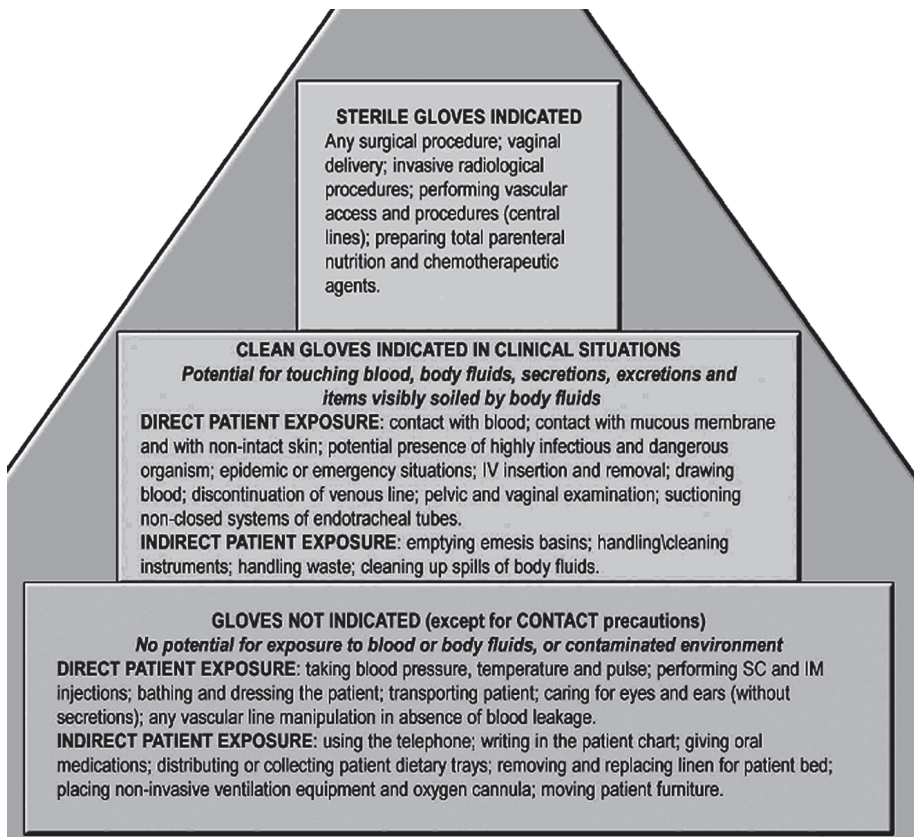 STERILE GLOVES INDICATED
Any surgical procedure; vaginal
delivery; invasive radiological
procedures; performing vascular
access and procedures (central
lines); preparing total parenteral
nutrition and chemotherapeutic
agents.
CLEAN GLOVES INDICATED IN CLINICAL SITUATIONS
Potential for touching blood, body fluids, secretions, excretions and
items visibly soiled by body fluids
DIRECT PATIENT EXPOSURE: contact with blood; contact with mucous membrane
and with non-intact skin; potential presence of highly infectious and dangerous
organism; epidemic or emergency situations; IV insertion and removal; drawing
blood; discontinuation of venous line; pelvic and vaginal examination; suctioning
non-closed systems of endotracheal tubes.
INDIRECT PATIENT EXPOSURE: emptying emesis basins; handling\cleaning
instruments; handling waste; cleaning up spills of body fluids.
GLOVES NOT INDICATED (except for CONTACT precautions)
No potential for exposure to blood or body fluids, or contaminated environment
DIRECT PATIENT EXPOSURE: taking blood pressure, temperature and pulse; performing SC and IM
injections; bathing and dressing the patient; transporting patient; caring for eyes and ears (without
secretions); any vascular line manipulation in absence of blood leakage.
INDIRECT PATIENT EXPOSURE: using the telephone; writing in the patient chart; giving oral
medications; distributing or collecting patient dietary trays; removing and replacing linen for patient bed;
placing non-invasive ventilation equipment and oxygen cannula; moving patient furniture.